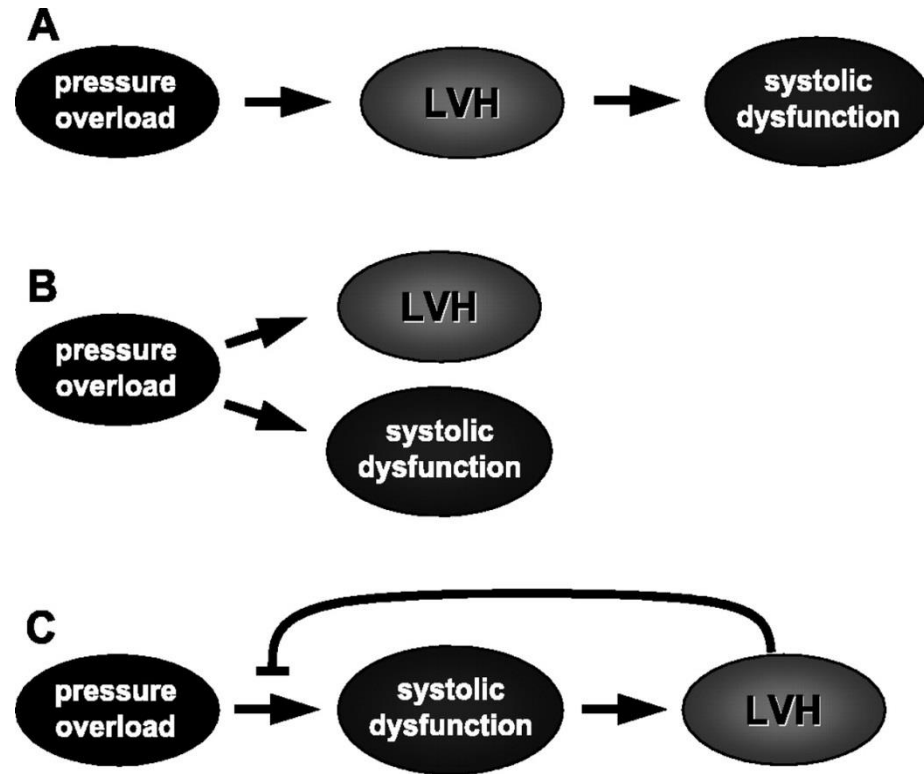 A
pressure
overload
LVH
systolic
dysfunction
B
pressure
overload
LVH
systolic
dysfunction
C
pressure
overload
systolic
dysfunction
LVH